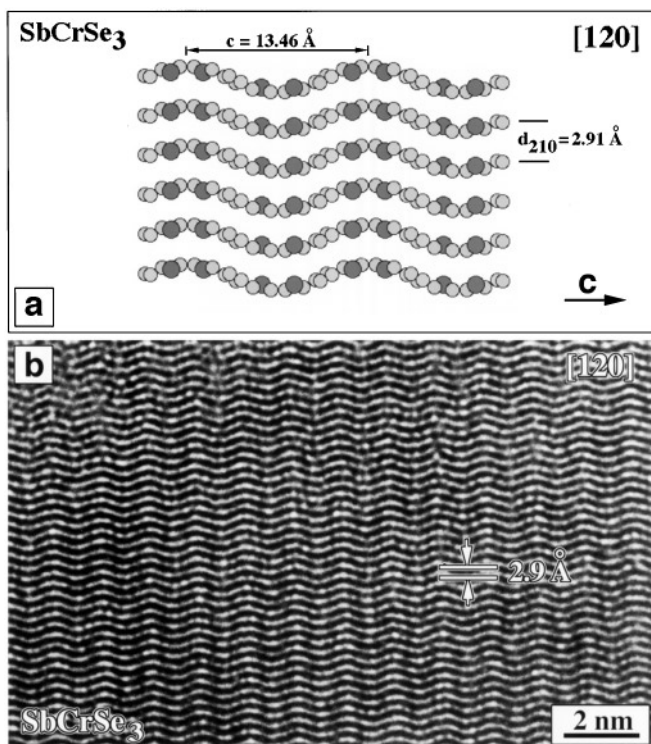 SbCrSe3
c = 13.46 Å
[120]
d210 = 2.91 Å
a
c
b
[120]
2.9 Å
SbCrSe3
2 nm